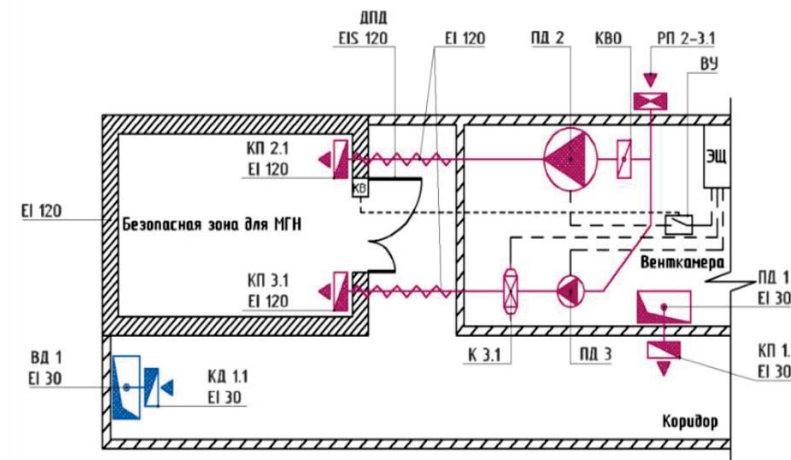 ДПД
EIS 120
EI 120
ПД 2
КВО
РП 2-3.1
ВУ
КП 2.1
EI 120
КВ
ЭЩ
EI 120
Безопасная зона для МГН
Венткамера
КП 3.1
EI 120
ПД 1
EI 30
ВД 1
EI 30
КД 1.1
EI 30
К 3.1
ПД 3
КП 1.
EI 30
Коридор